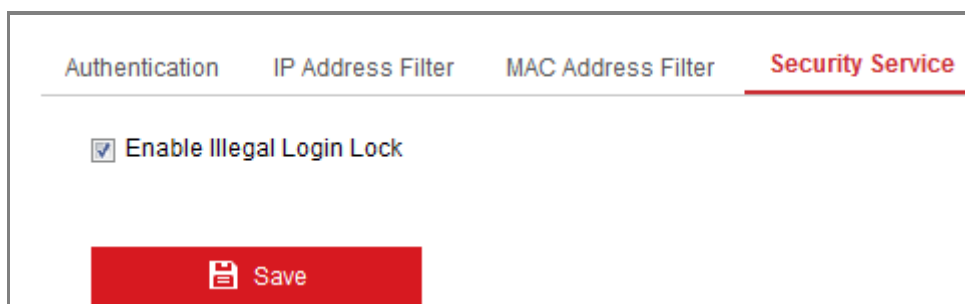 Authentication IP Address Filter MAC Address Filter Security Service
Enable Illegal Login Lock
Save